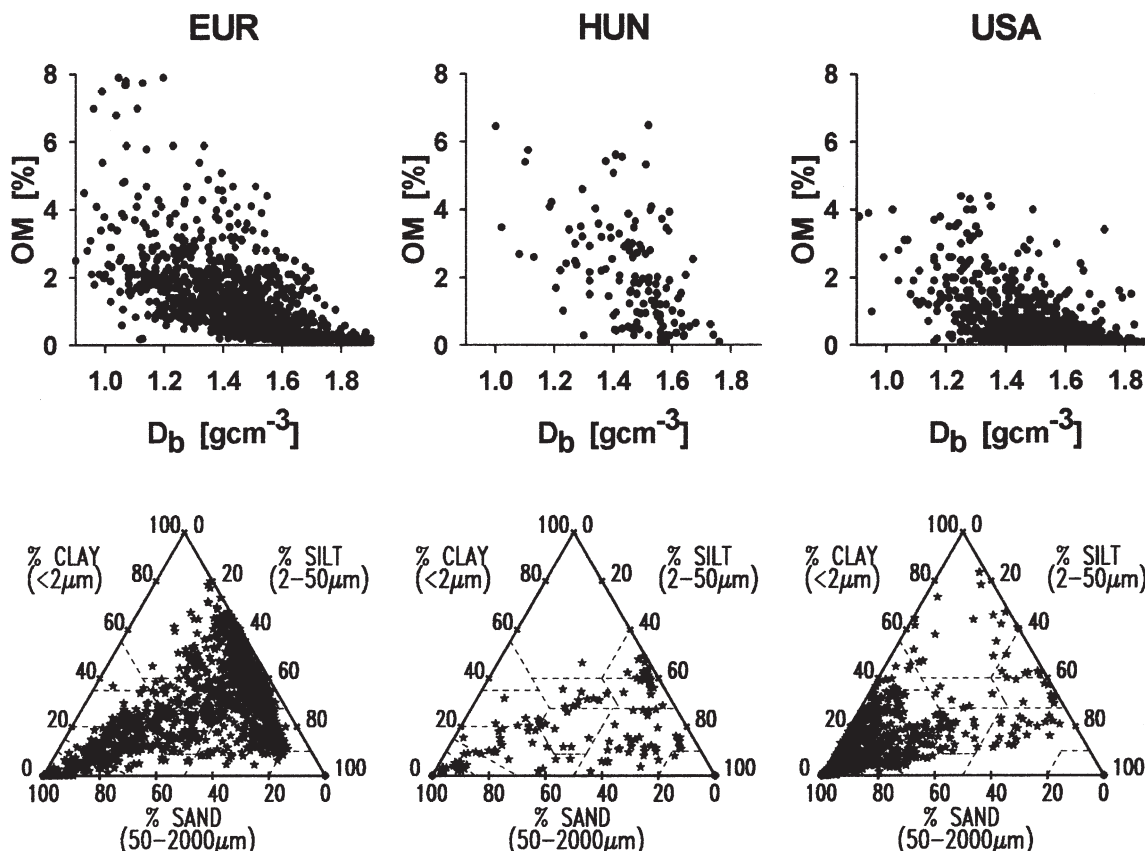 EUR HUN USA
8 8 8
6 6 6
4 4 4
2 2 2
0 0 0
OM [%] OM [%] OM [%]
1.0 1.2 1.4 1.6 1.8 1.0 1.2 1.4 1.6 1.8 1.0 1.2 1.4 1.6 1.8
Db [gcm-3] Db [gcm-3] Db [gcm-3]
100 0 100 0 100 0
% CLAY % SILT % CLAY % SILT % CLAY % SILT
(<2μm) 80 20 (2-50μm) (<2μm) 80 20 (2-50μm) (<2μm) 80 20 (2-50μm)
60 40 60 40 60 40
40 60 40 60 40 60
20 80 20 80 20 80
0 100 0 100 0 100
100 80 60 40 20 0 100 80 60 40 20 0 100 80 60 40 20 0
% SAND % SAND % SAND
(50-2000μm) (50-2000μm) (50-2000μm)